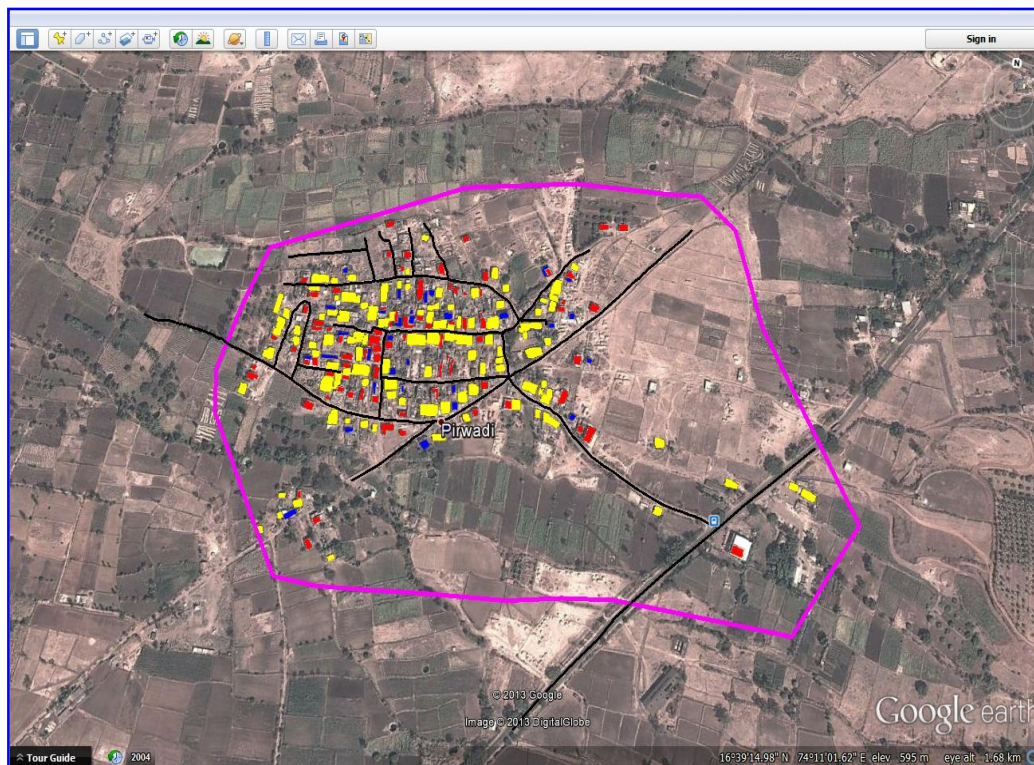 Sign in
N
Pirwadi
© 2013 Google
Image © 2013 DigitalGlobe
Google earth
Tour Guide
2004
16°39'14.98" N 74°11'01.62" E elev 595 m eye alt 1.68 km